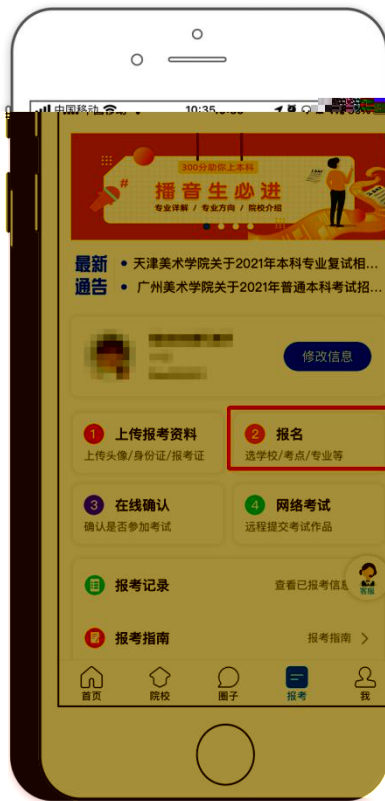 中国移动
10:35
300分助你上本科
播音生必进
专业详解 / 专业方向 / 院校介绍
最新
通告
• 天津美术学院关于2021年本科专业复试相...
• 广州美术学院关于2021年普通本科考试招...
修改信息
1 上传报考资料
上传头像/身份证/报考证
2 报名
选学校/考点/专业等
3 在线确认
确认是否参加考试
4 网络考试
远程提交考试作品
报考记录
查看已报考信息
客服
报考指南
报考指南 >
首页
院校
圈子
报考
我